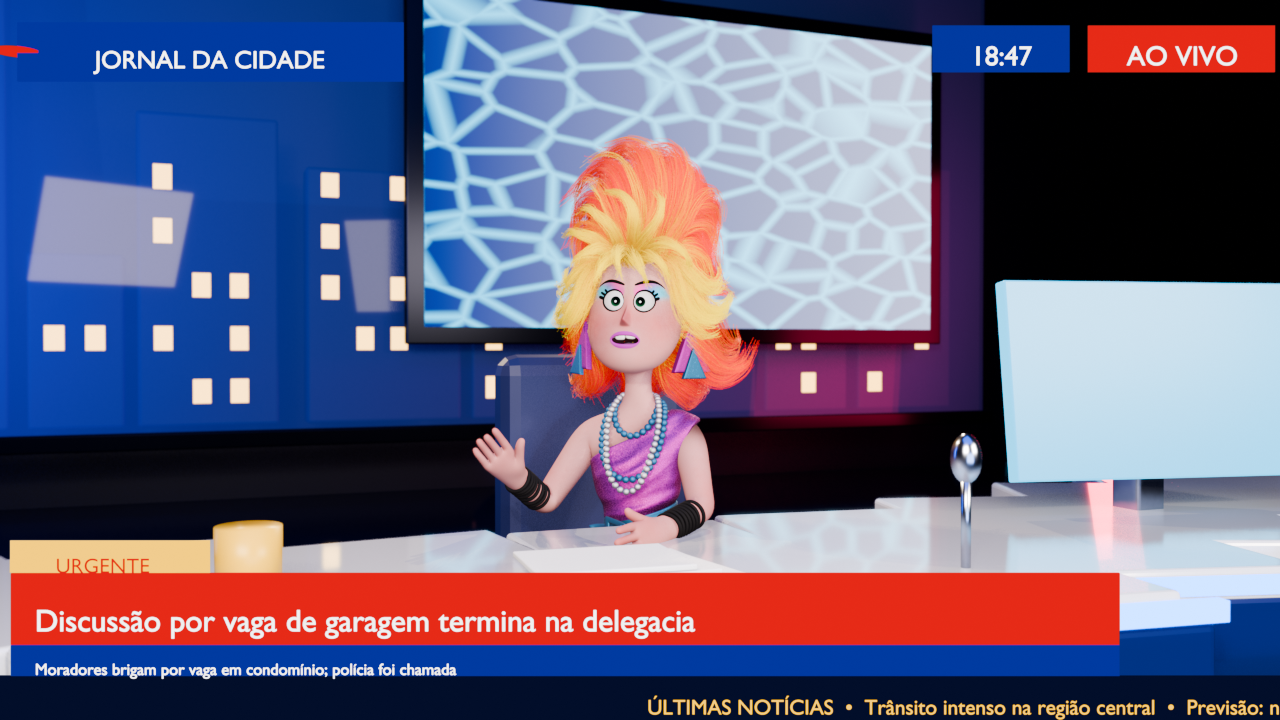 JORNAL DA CIDADE
18:47
AO VIVO
URGENTE
Discussão por vaga de garagem termina na delegacia
Moradores brigam por vaga em condomínio; polícia foi chamada
ÚLTIMAS NOTÍCIAS • Trânsito intenso na região central • Previsão: